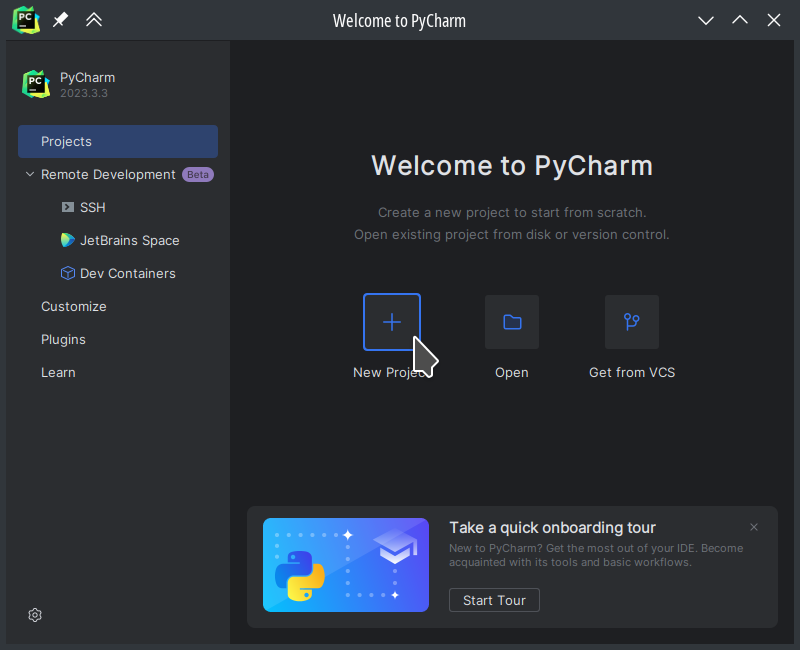 Welcome to PyCharm
PC
PC
PyCharm
2023.3.3
Projects
Remote Development Beta
SSH
JetBrains Space
Dev Containers
Customize
Plugins
Learn
Welcome to PyCharm
Create a new project to start from scratch.
Open existing project from disk or version control.
New Project
Open
Get from VCS
Take a quick onboarding tour
New to PyCharm? Get the most out of your IDE. Become
acquainted with its tools and basic workflows.
Start Tour